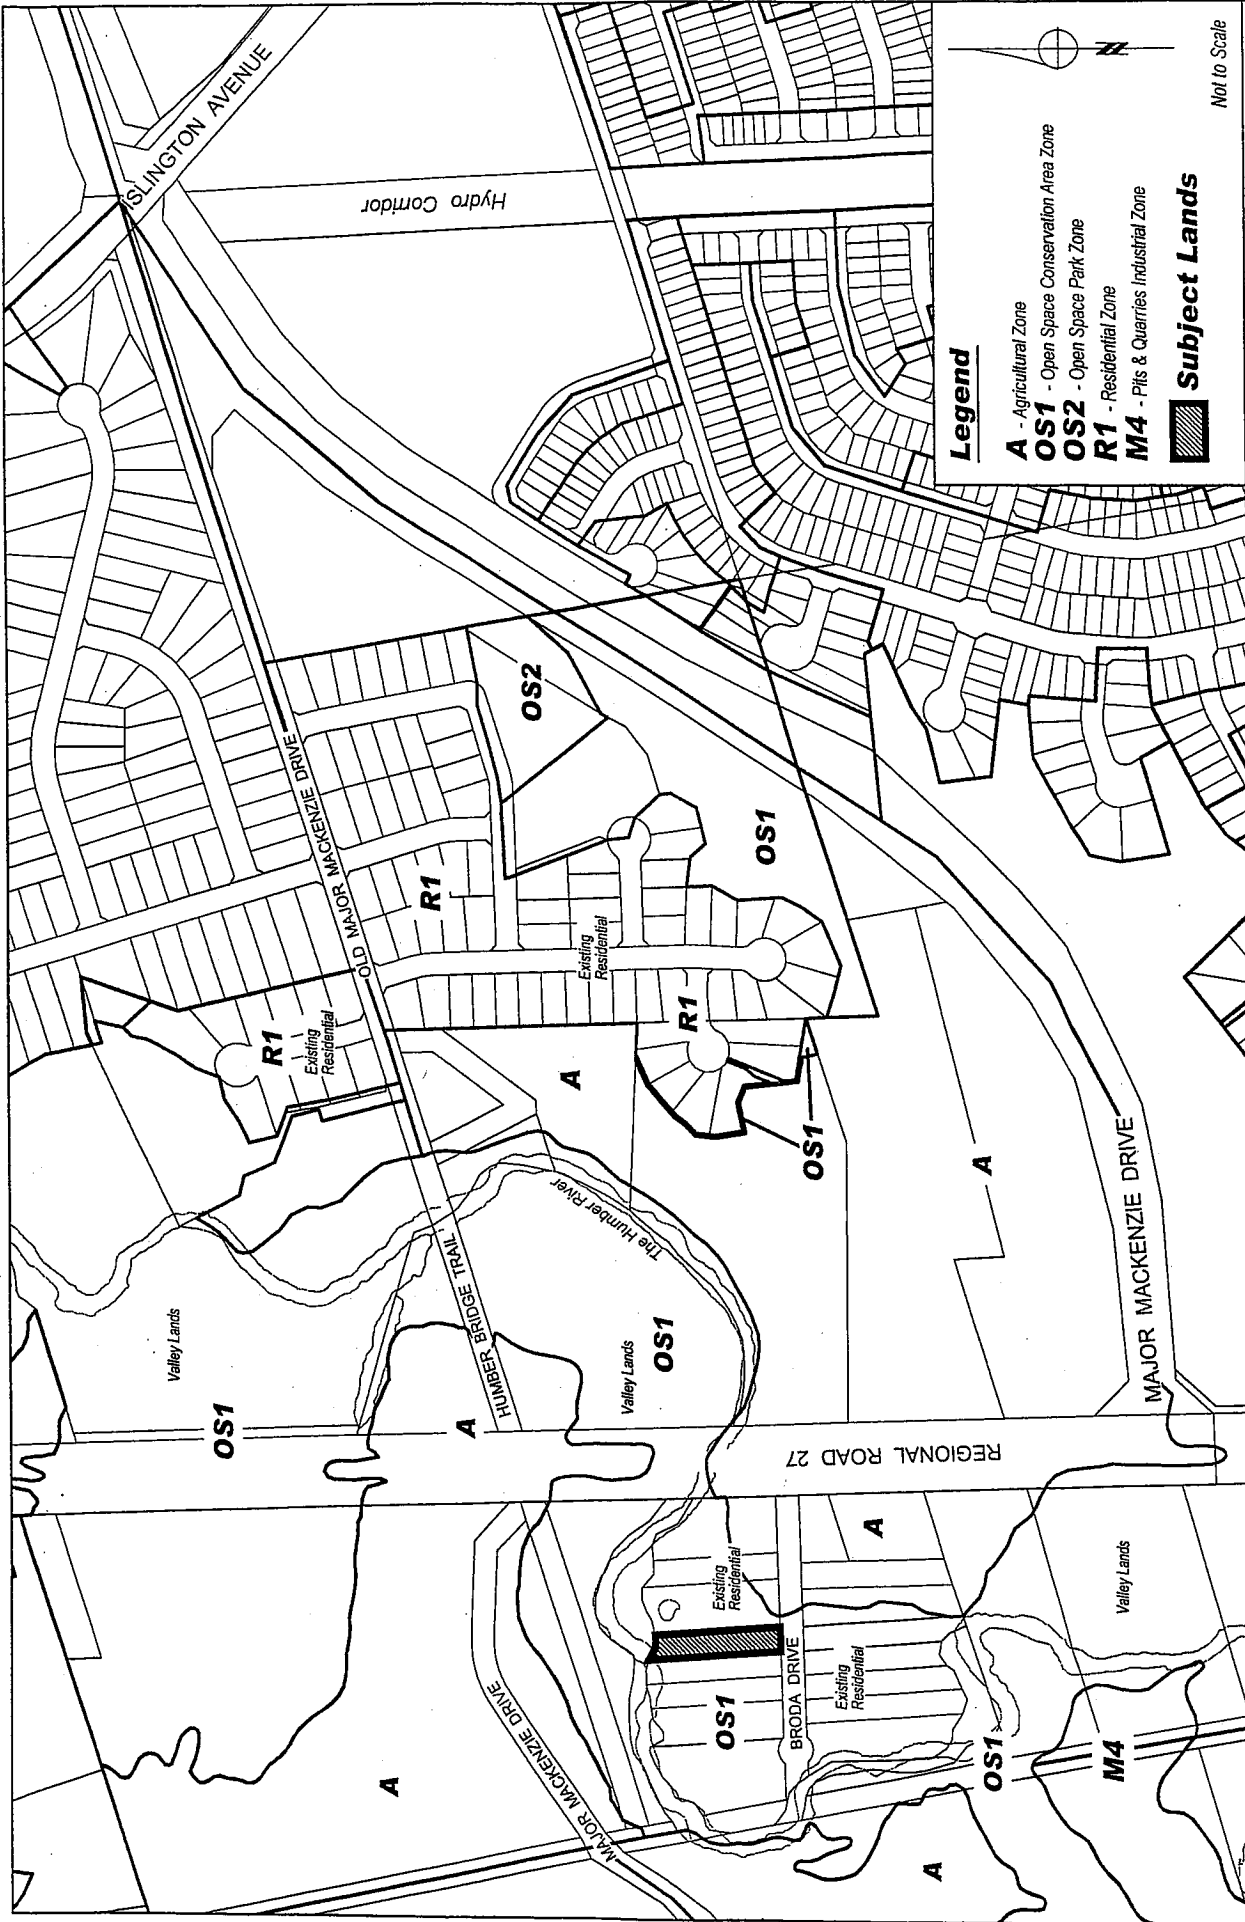 ISLINGTON AVENUE
Hydro Corridor
OLD MAJOR MACKENZIE DRIVE
OS2
R1
Existing
Residential
OS1
R1
Existing
Residential
R1
A
OS1
A
The Humber River
HUMBER BRIDGE TRAIL
Valley Lands
OS1
Valley Lands
OS1
A
MAJOR MACKENZIE DRIVE
REGIONAL ROAD 27
A
Existing
Residential
Valley Lands
MAJOR MACKENZIE DRIVE
OS1
BRODA DRIVE
Existing
Residential
OS1
M4
A
A
Legend
A - Agricultural Zone
OS1 - Open Space Conservation Area Zone
OS2 - Open Space Park Zone
R1 - Residential Zone
M4 - Pits & Quarries Industrial Zone
Subject Lands
N
Not to Scale